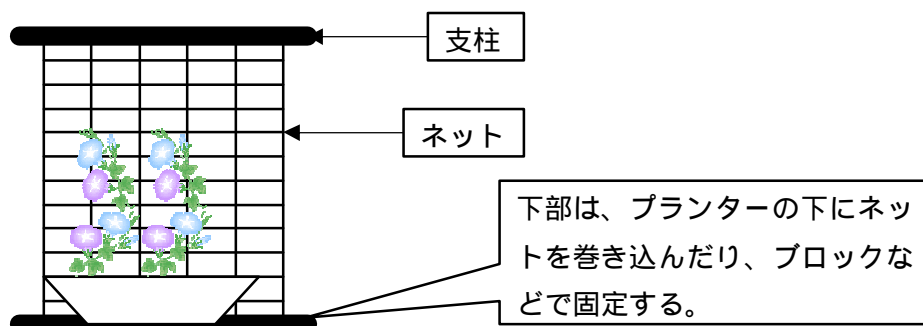 支柱
ネット
下部は、プランターの下にネッ
トを巻き込んだり、ブロックな
どで固定する。